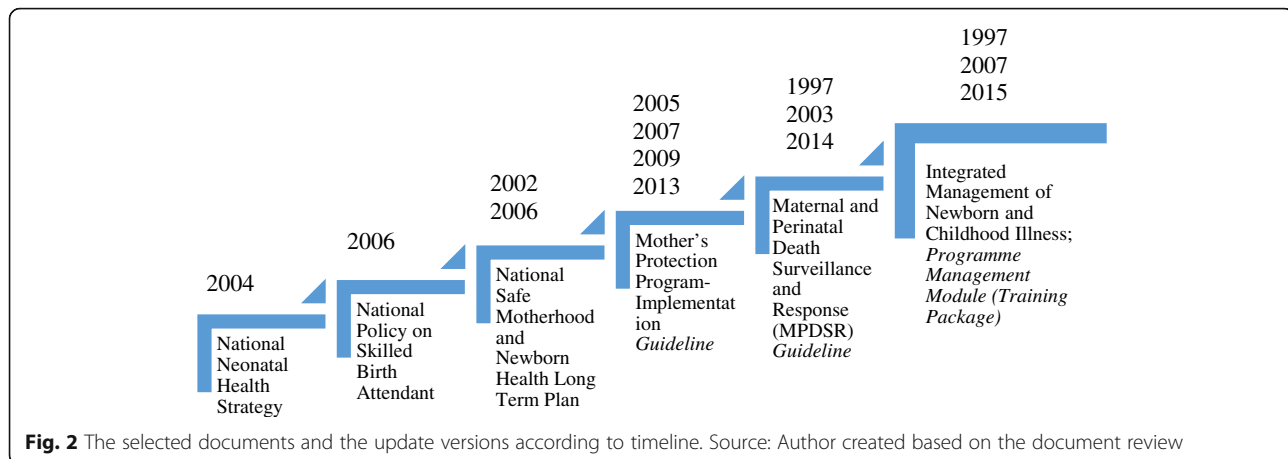 2004
National
Neonatal
Health
Strategy
2006
National
Policy on
Skilled
Birth
Attendant
2002
2006
National
Safe
Motherhood
and
Newborn
Health Long
Term Plan
2005
2007
2009
2013
Mother's
Protection
Program-
Implementat
ion
Guideline
1997
2003
2014
Maternal and
Perinatal
Death
Surveillance
and
Response
(MPDSR)
Guideline
1997
2007
2015
Integrated
Management of
Newborn and
Childhood Illness;
Programme
Management
Module (Training
Package)
Fig. 2 The selected documents and the update versions according to timeline. Source: Author created based on the document review